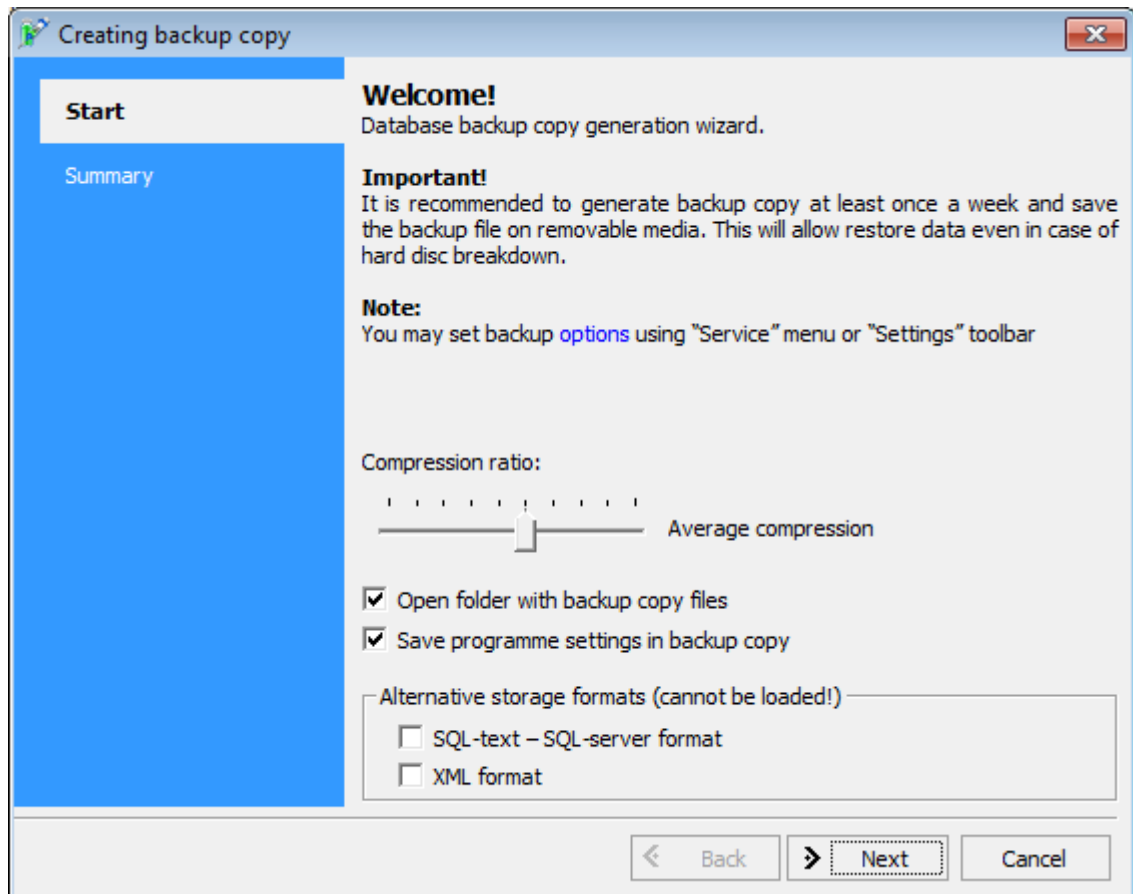 Creating backup copy
Start
Summary
Welcome!
Database backup copy generation wizard.
Important!
It is recommended to generate backup copy at least once a week and save
the backup file on removable media. This will allow restore data even in case of
hard disc breakdown.
Note:
You may set backup options using “Service” menu or “Settings” toolbar
Compression ratio:
Average compression
Open folder with backup copy files
Save programme settings in backup copy
Alternative storage formats (cannot be loaded!)
SQL-text – SQL-server format
XML format
Back
Next
Cancel